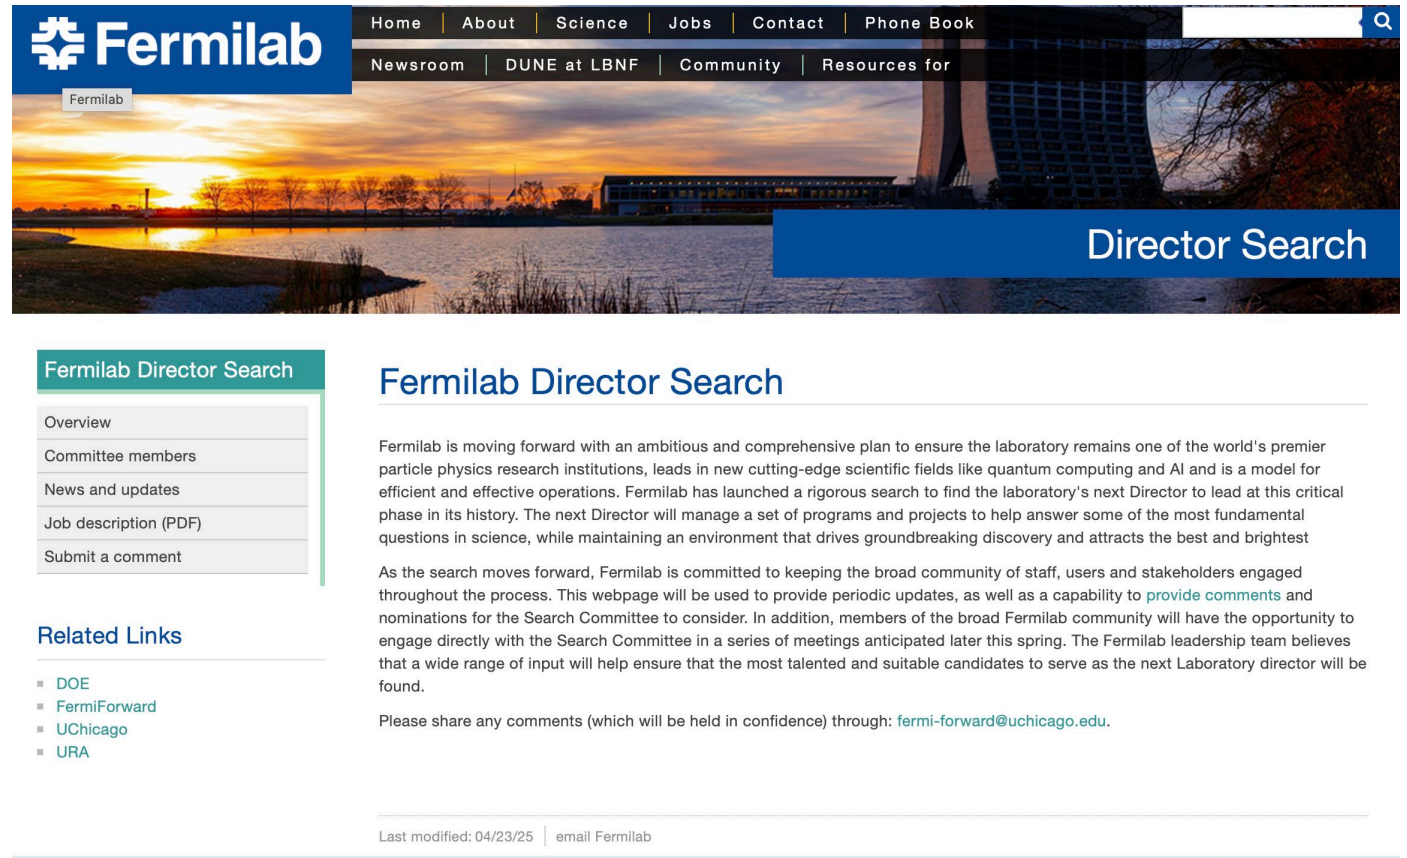 Fermilab
Home
About
Science
Jobs
Contact
Phone Book
Newsroom
DUNE at LBNF
Community
Resources for
Fermilab
Director Search
Fermilab Director Search
Overview
Committee members
News and updates
Job description (PDF)
Submit a comment
Related Links
DOE
FermiForward
UChicago
URA
Fermilab Director Search
Fermilab is moving forward with an ambitious and comprehensive plan to ensure the laboratory remains one of the world's premier
particle physics research institutions, leads in new cutting-edge scientific fields like quantum computing and AI and is a model for
efficient and effective operations. Fermilab has launched a rigorous search to find the laboratory's next Director to lead at this critical
phase in its history. The next Director will manage a set of programs and projects to help answer some of the most fundamental
questions in science, while maintaining an environment that drives groundbreaking discovery and attracts the best and brightest
As the search moves forward, Fermilab is committed to keeping the broad community of staff, users and stakeholders engaged
throughout the process. This webpage will be used to provide periodic updates, as well as a capability to provide comments and
nominations for the Search Committee to consider. In addition, members of the broad Fermilab community will have the opportunity to
engage directly with the Search Committee in a series of meetings anticipated later this spring. The Fermilab leadership team believes
that a wide range of input will help ensure that the most talented and suitable candidates to serve as the next Laboratory director will be
found.
Please share any comments (which will be held in confidence) through: fermi-forward@uchicago.edu.
Last modified: 04/23/25
email Fermilab